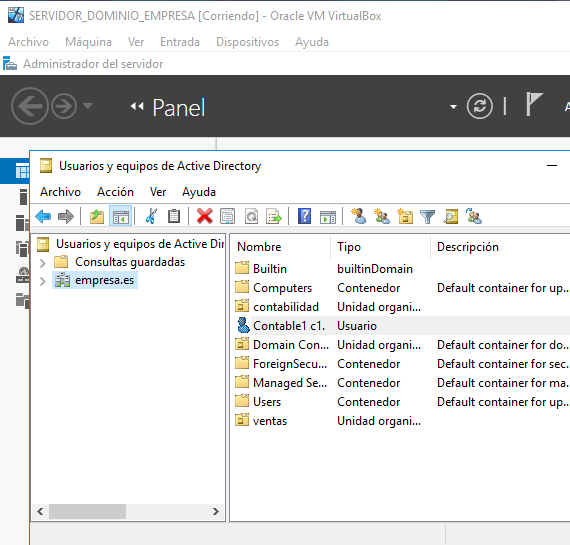 SERVIDOR_DOMINIO_EMPRESA [Corriendo] - Oracle VM VirtualBox
Archivo Máquina Ver Entrada Dispositivos Ayuda
Administrador del servidor
Panel
Usuarios y equipos de Active Directory
Archivo Acción Ver Ayuda
Usuarios y equipos de Active Dir
Consultas guardadas
empresa.es
Nombre Tipo Descripción
Builtin builtinDomain
Computers Contenedor Default container for up...
contabilidad Unidad organi...
Contable1 c1. Usuario
Domain Con... Unidad organi... Default container for do...
ForeignSecu... Contenedor Default container for sec...
Managed Se... Contenedor Default container for ma...
Users Contenedor Default container for up...
ventas Unidad organi...